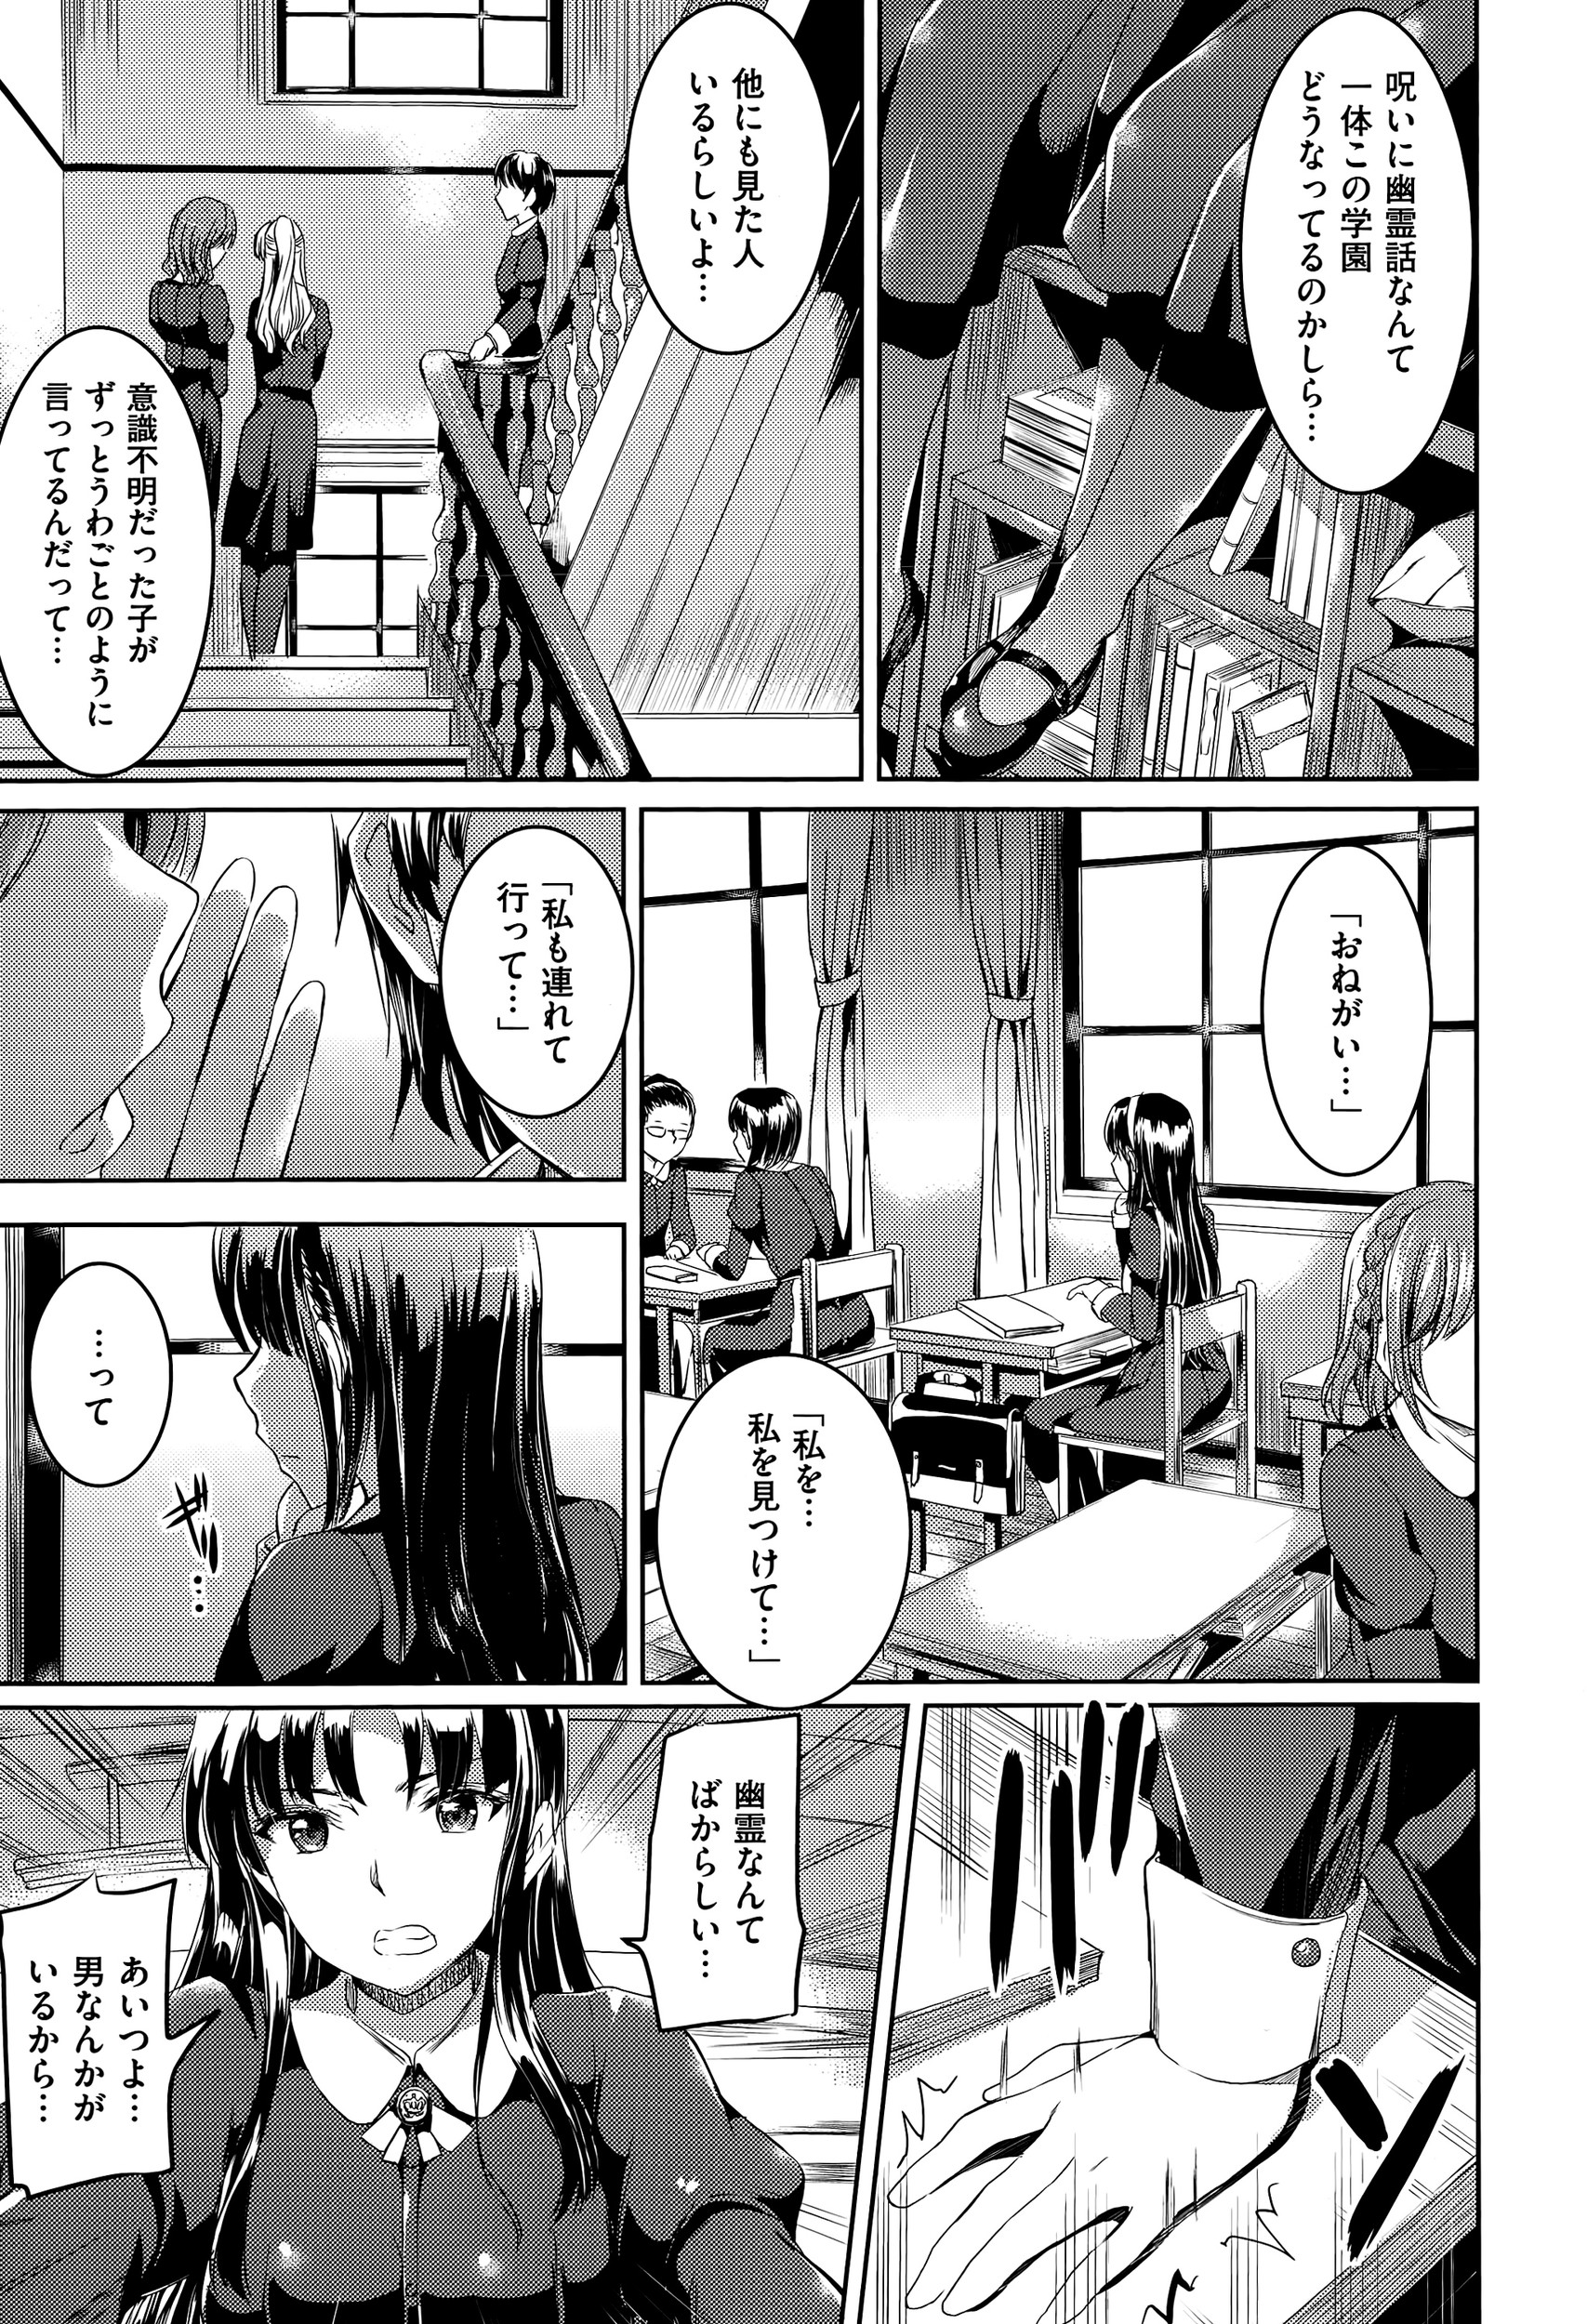 呪いに幽霊話なんて
一体この学園
どうなってるのかしら…
他にも見た人
いるらしいよ…
意識不明だった子が
ずっとうわごとのように
言ってるんだって…
「おねがい…」
「私を…
私を見つけて…」
「私も連れて
行って…」
…って
ギリ…
バン
幽霊なんて
ばからしい…
あいつよ…
男なんかが
いるから…